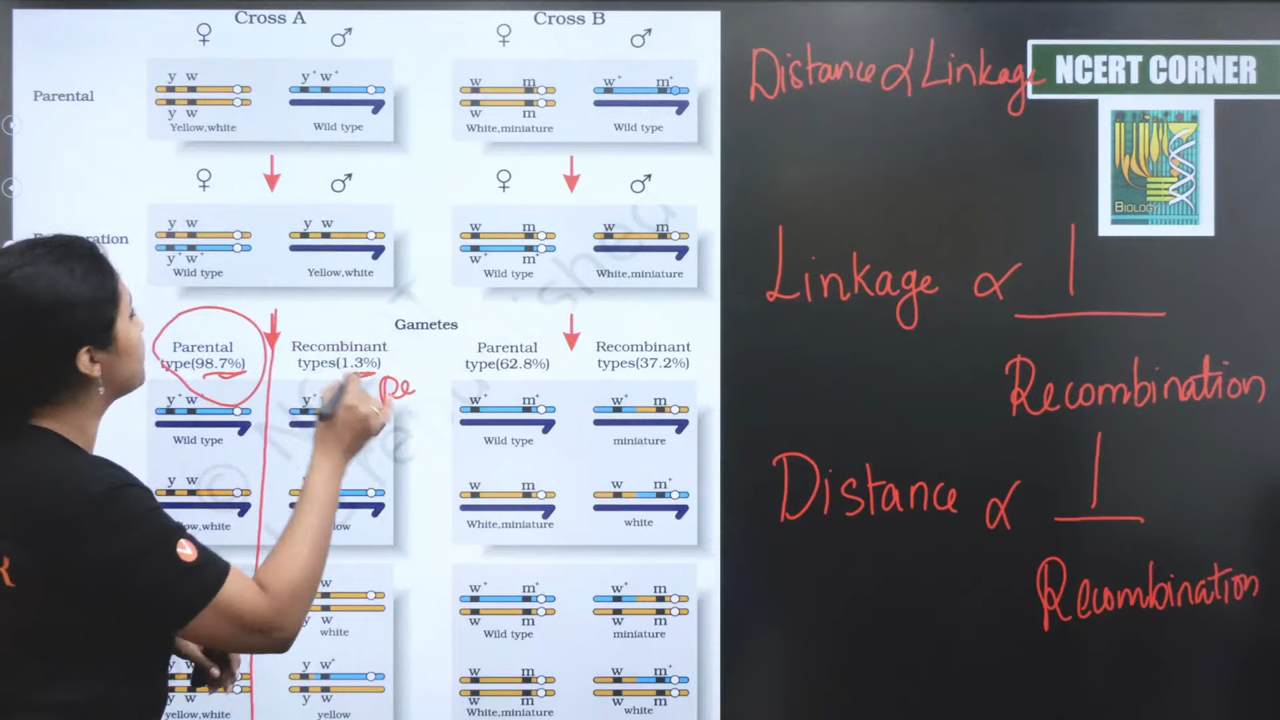 Cross A
Cross B
♀ ♂ ♀ ♂
Parental
y w
y w
Yellow,white
y⁺ w⁺
Wild type
w m
w m
White,miniature
w⁺ m⁺
Wild type
♀ ♂ ♀ ♂
y w
y⁺ w⁺
Wild type
y w
Yellow,white
w m
w⁺ m⁺
Wild type
w m
White,miniature
Gametes
Parental
type(98.7%)
Recombinant
types(1.3%)
Re
Parental
type(62.8%)
Recombinant
types(37.2%)
y⁺ w⁺
Wild type
w⁺ m⁺
Wild type
w⁺ m
miniature
y w
w m
White,miniature
w m⁺
white
w
y w
white
w⁺ m⁺
w m
Wild type
w⁺ m
w m
miniature
y w
yellow,white
y w⁺
y w
yellow
w m
w m
White,miniature
w m⁺
w m
white
Distance ∝ Linkage
NCERT CORNER
BIOLOGY
Linkage ∝ 1
Recombination
Distance ∝ 1
Recombination